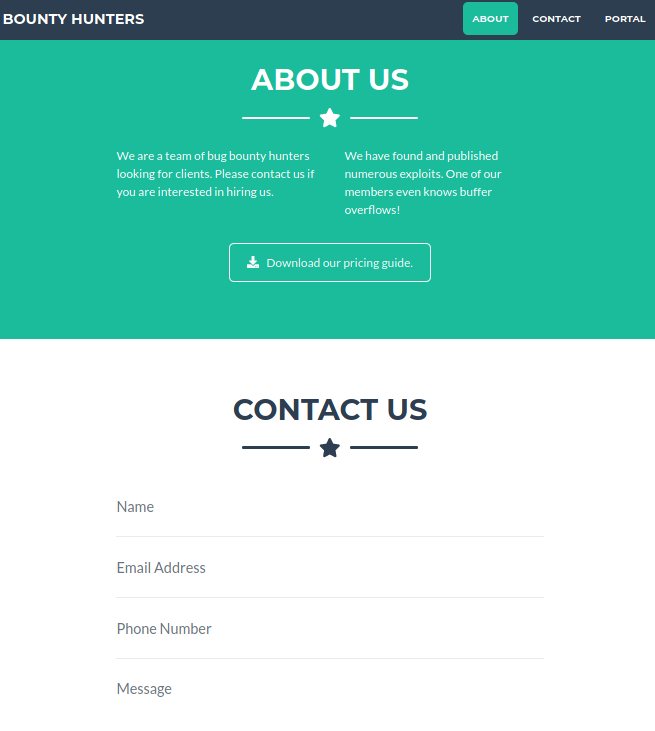 BOUNTY HUNTERS
ABOUT
CONTACT
PORTAL
ABOUT US
We are a team of bug bounty hunters
looking for clients. Please contact us if
you are interested in hiring us.
We have found and published
numerous exploits. One of our
members even knows buffer
overflows!
Download our pricing guide.
CONTACT US
Name
Email Address
Phone Number
Message